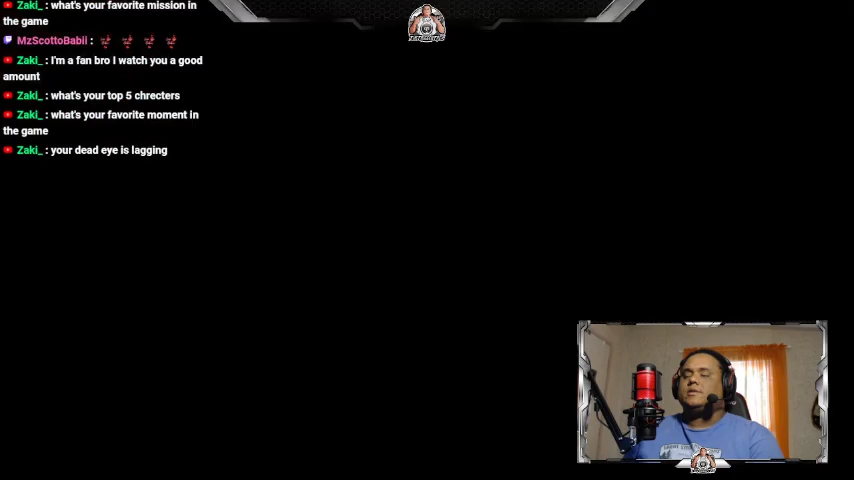 Zaki_ : what's your favorite mission in
the game
MzScottoBabii :
Zaki_ : I'm a fan bro I watch you a good
amount
Zaki_ : what's your top 5 chrecters
Zaki_ : what's your favorite moment in
the game
Zaki_ : your dead eye is lagging